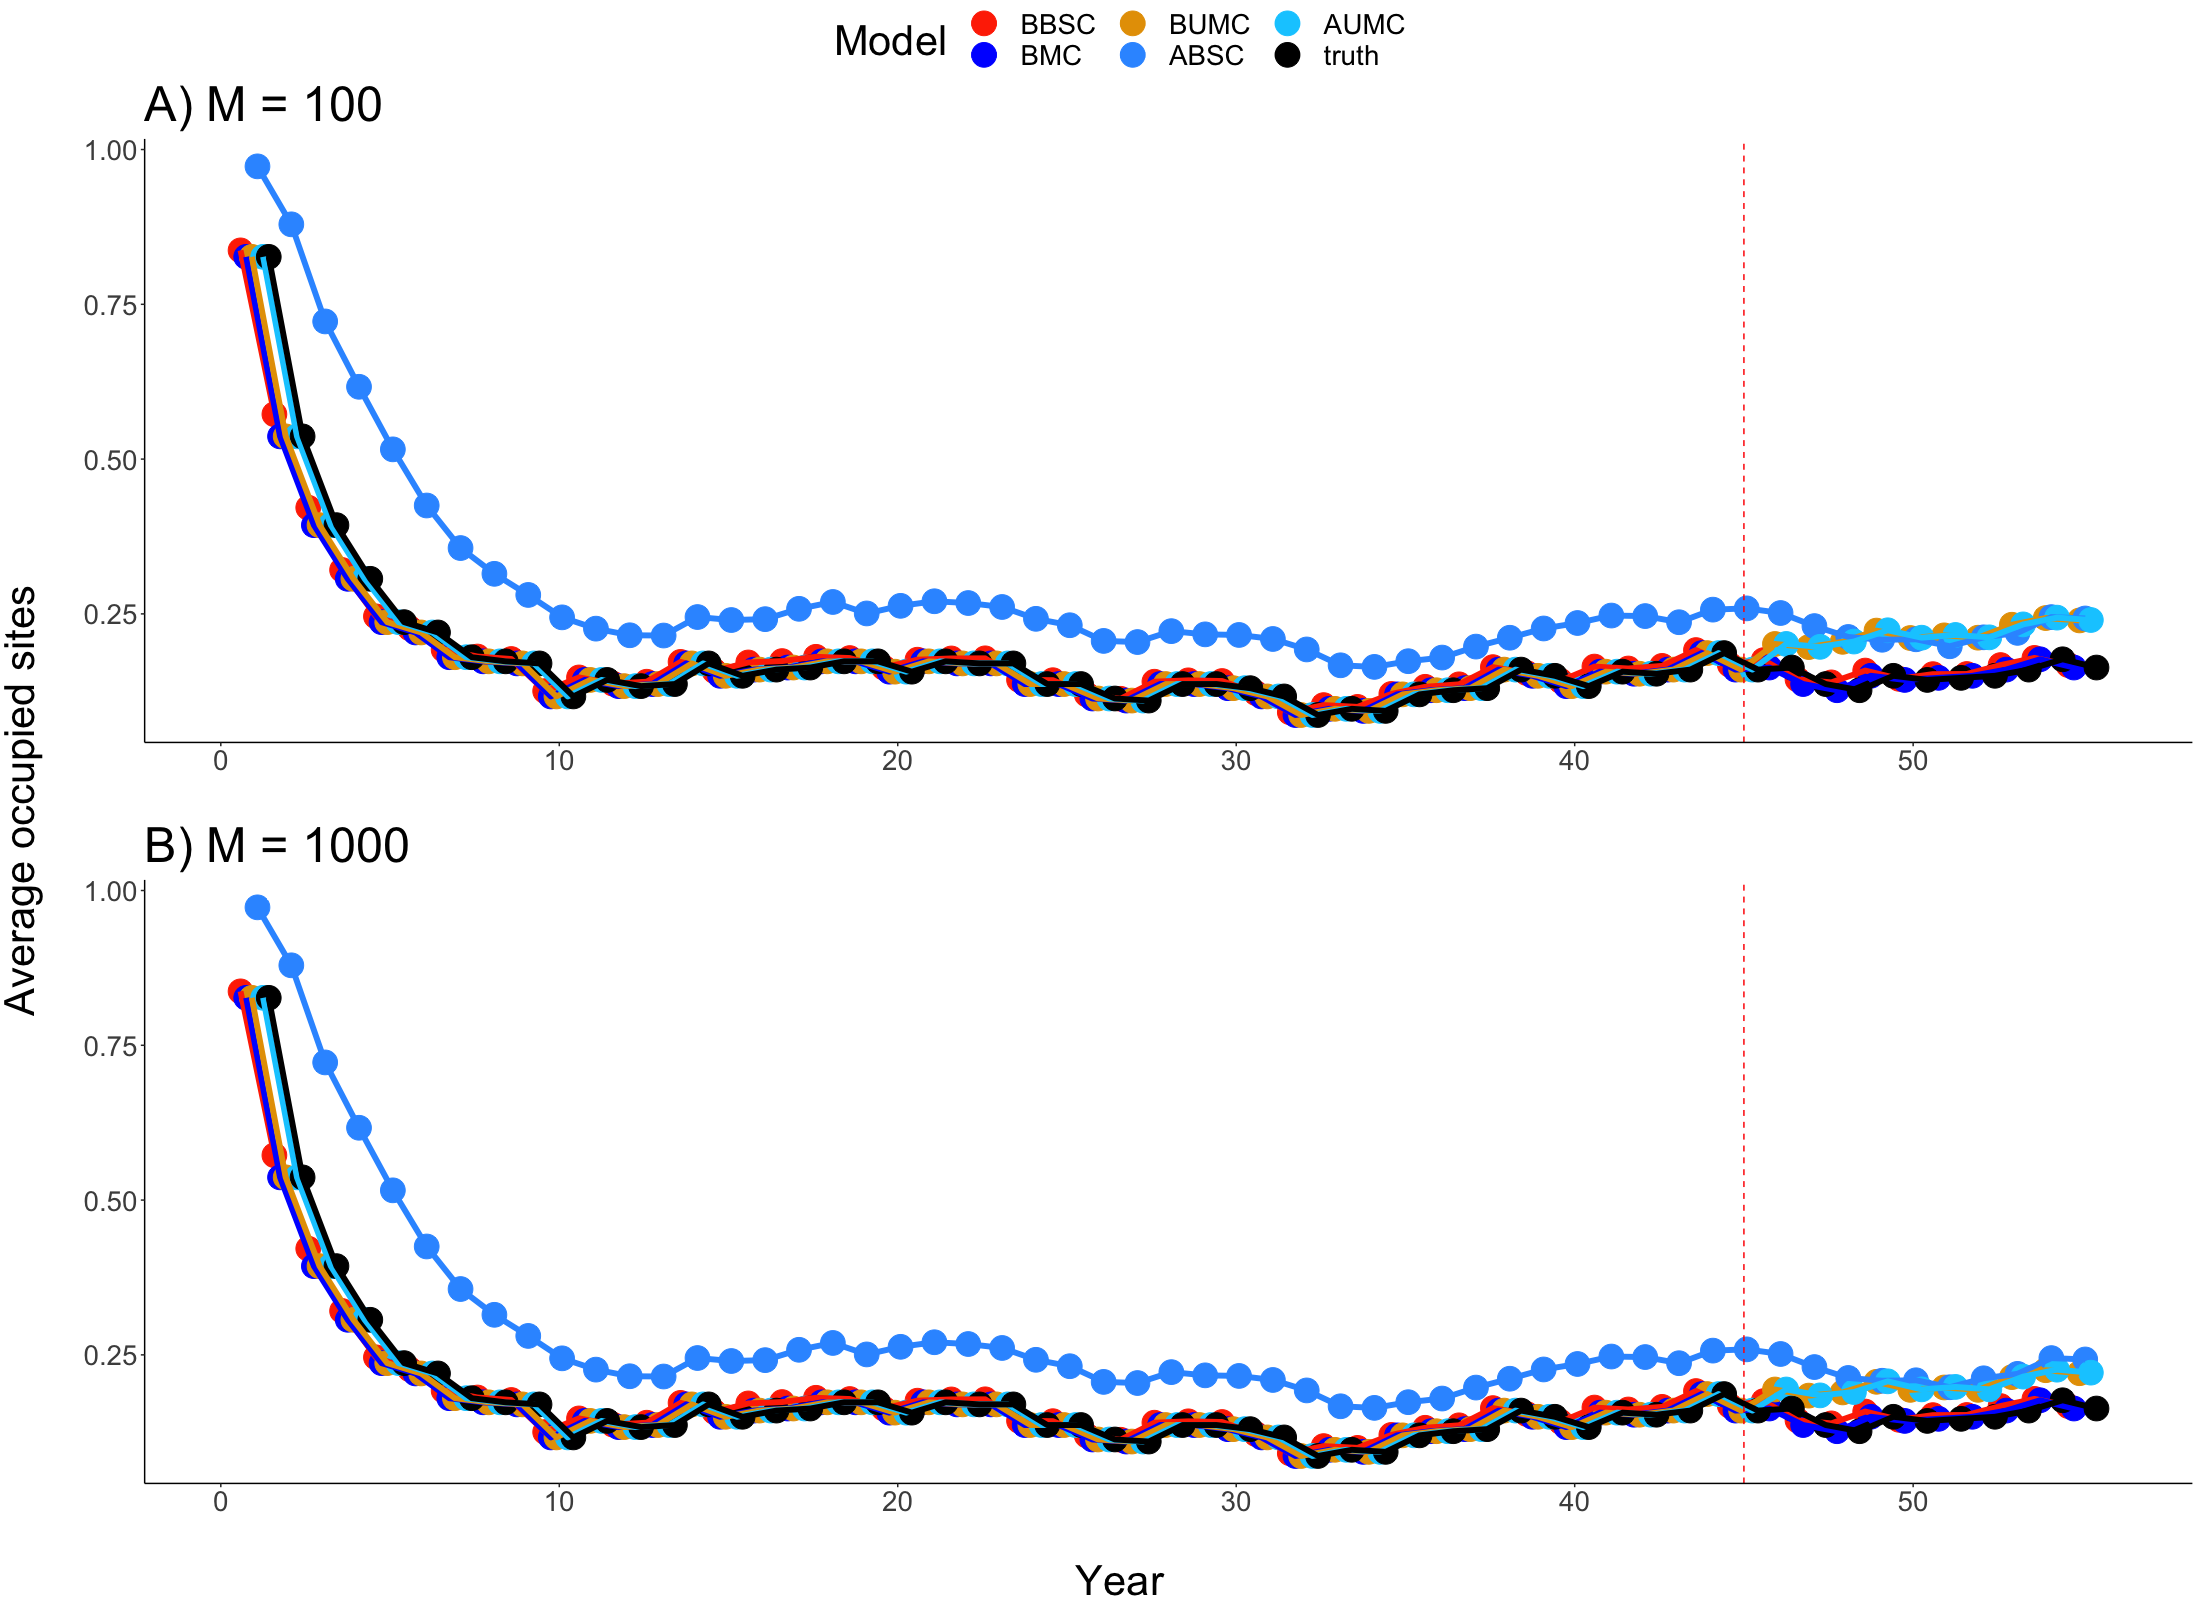 Model
BBSC BUMC AUMC
BMC ABSC truth
A) M = 100
1.00
0.75
0.50
0.25
0 10 20 30 40 50
Average occupied sites
B) M = 1000
1.00
0.75
0.50
0.25
0 10 20 30 40 50
Year